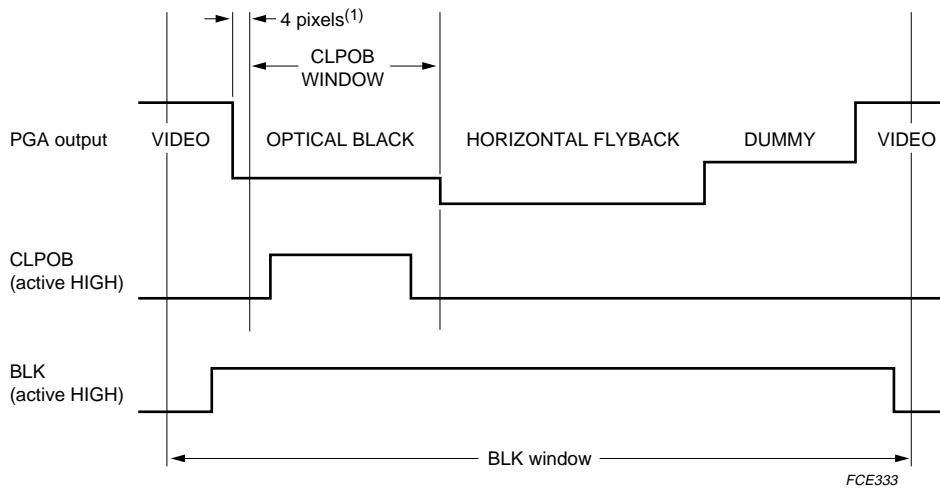 4 pixels(1)
CLPOB
WINDOW
PGA output
VIDEO
OPTICAL BLACK
HORIZONTAL FLYBACK
DUMMY
VIDEO
CLPOB
(active HIGH)
BLK
(active HIGH)
BLK window
FCE333